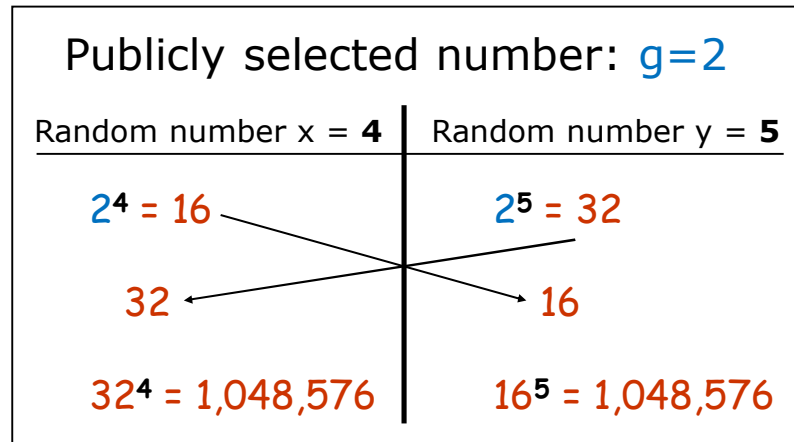 Publicly selected number: g=2
Random number x = 4
Random number y = 5
2⁴ = 16
2⁵ = 32
32
16
32⁴ = 1,048,576
16⁵ = 1,048,576